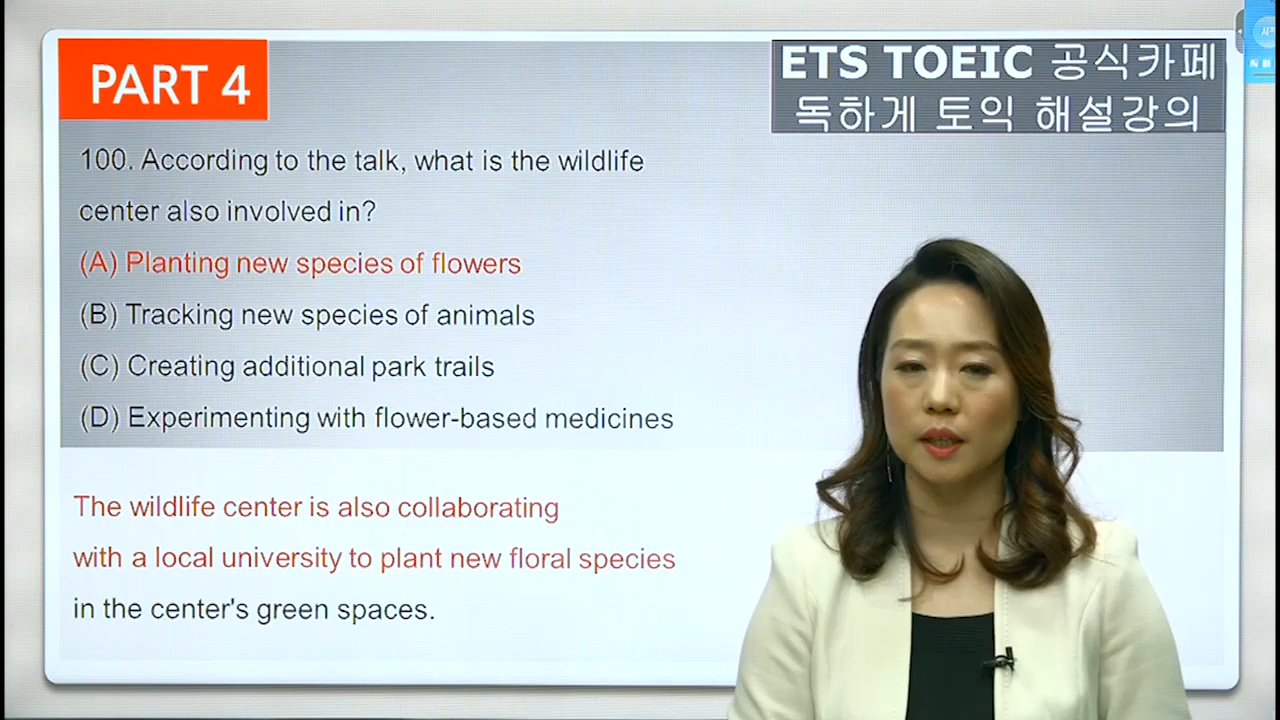 PART 4
ETS TOEIC 공식카페
독하게 토익 해설강의
100. According to the talk, what is the wildlife
center also involved in?
(A) Planting new species of flowers
(B) Tracking new species of animals
(C) Creating additional park trails
(D) Experimenting with flower-based medicines
The wildlife center is also collaborating
with a local university to plant new floral species
in the center's green spaces.